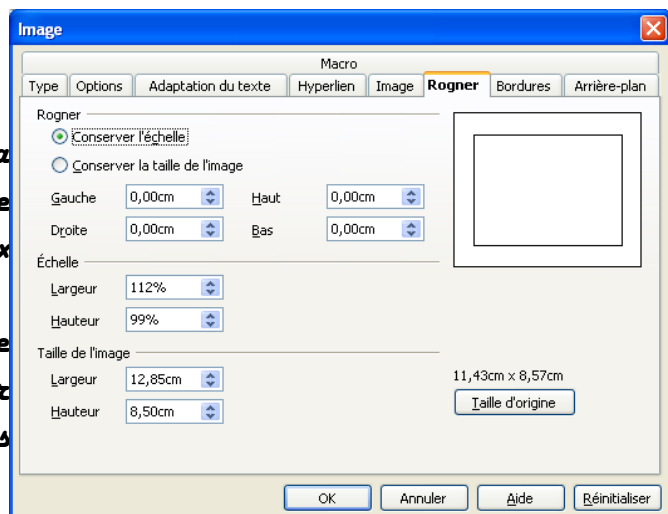 Image
Macro
Type Options Adaptation du texte Hyperlien Image Rogner Bordures Arrière-plan
Rogner
Conserver l'échelle
Conserver la taille de l'image
Gauche 0,00cm Haut 0,00cm
Droite 0,00cm Bas 0,00cm
Échelle
Largeur 112%
Hauteur 99%
Taille de l'image
Largeur 12,85cm 11,43cm x 8,57cm
Hauteur 8,50cm Taille d'origine
OK Annuler Aide Réinitialiser